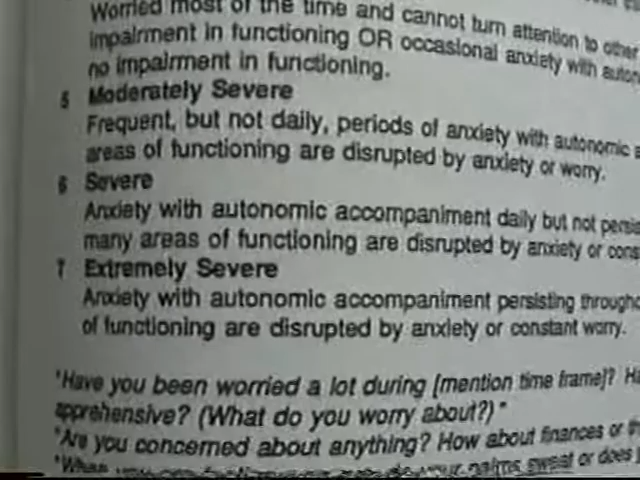 Worried most of the time and cannot turn attention to other
impairment in functioning OR occasional anxiety with
no impairment in functioning.
5 Moderately Severe
Frequent, but not daily, periods of anxiety with autonomic
areas of functioning are disrupted by anxiety or worry.
6 Severe
Anxiety with autonomic accompaniment daily but not
many areas of functioning are disrupted by anxiety or
7 Extremely Severe
Anxiety with autonomic accompaniment persisting
of functioning are disrupted by anxiety or constant worry.
"Have you been worried a lot during [mention time frame]?
apprehensive? (What do you worry about?)"
"Are you concerned about anything? How about finances or
your palms sweat or does